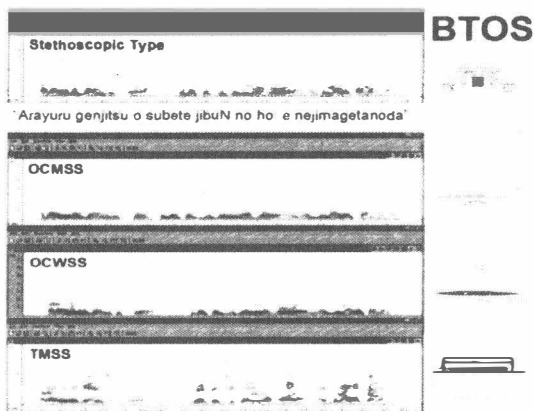 BTOS
Stethoscopic Type
`Arayuru genjitsu o subete jibuN no ho e nejimagetanoda'
OCMSS
OCWSS
TMSS